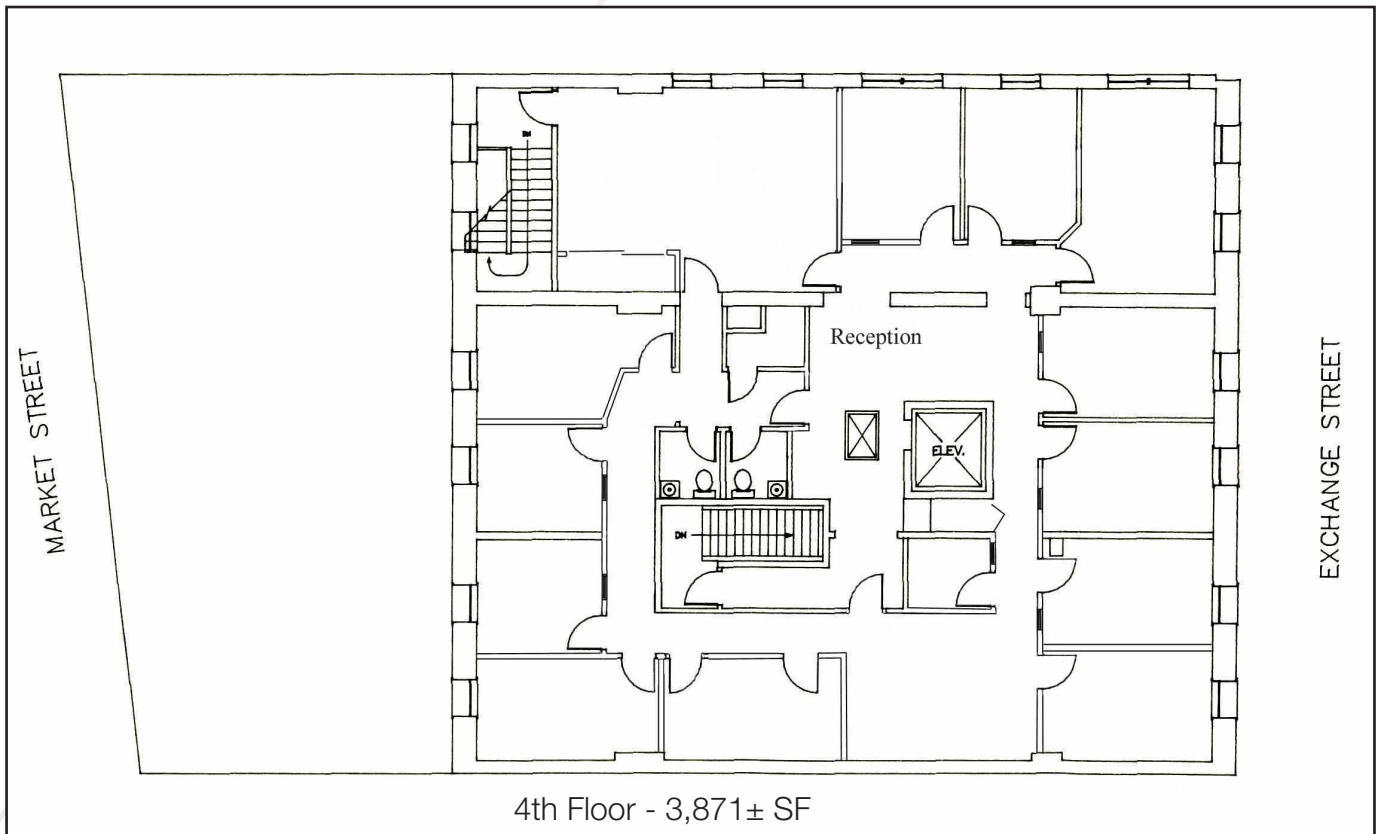 DN
Reception
MARKET STREET
ELEV.
EXCHANGE STREET
DN
4th Floor - 3,871± SF